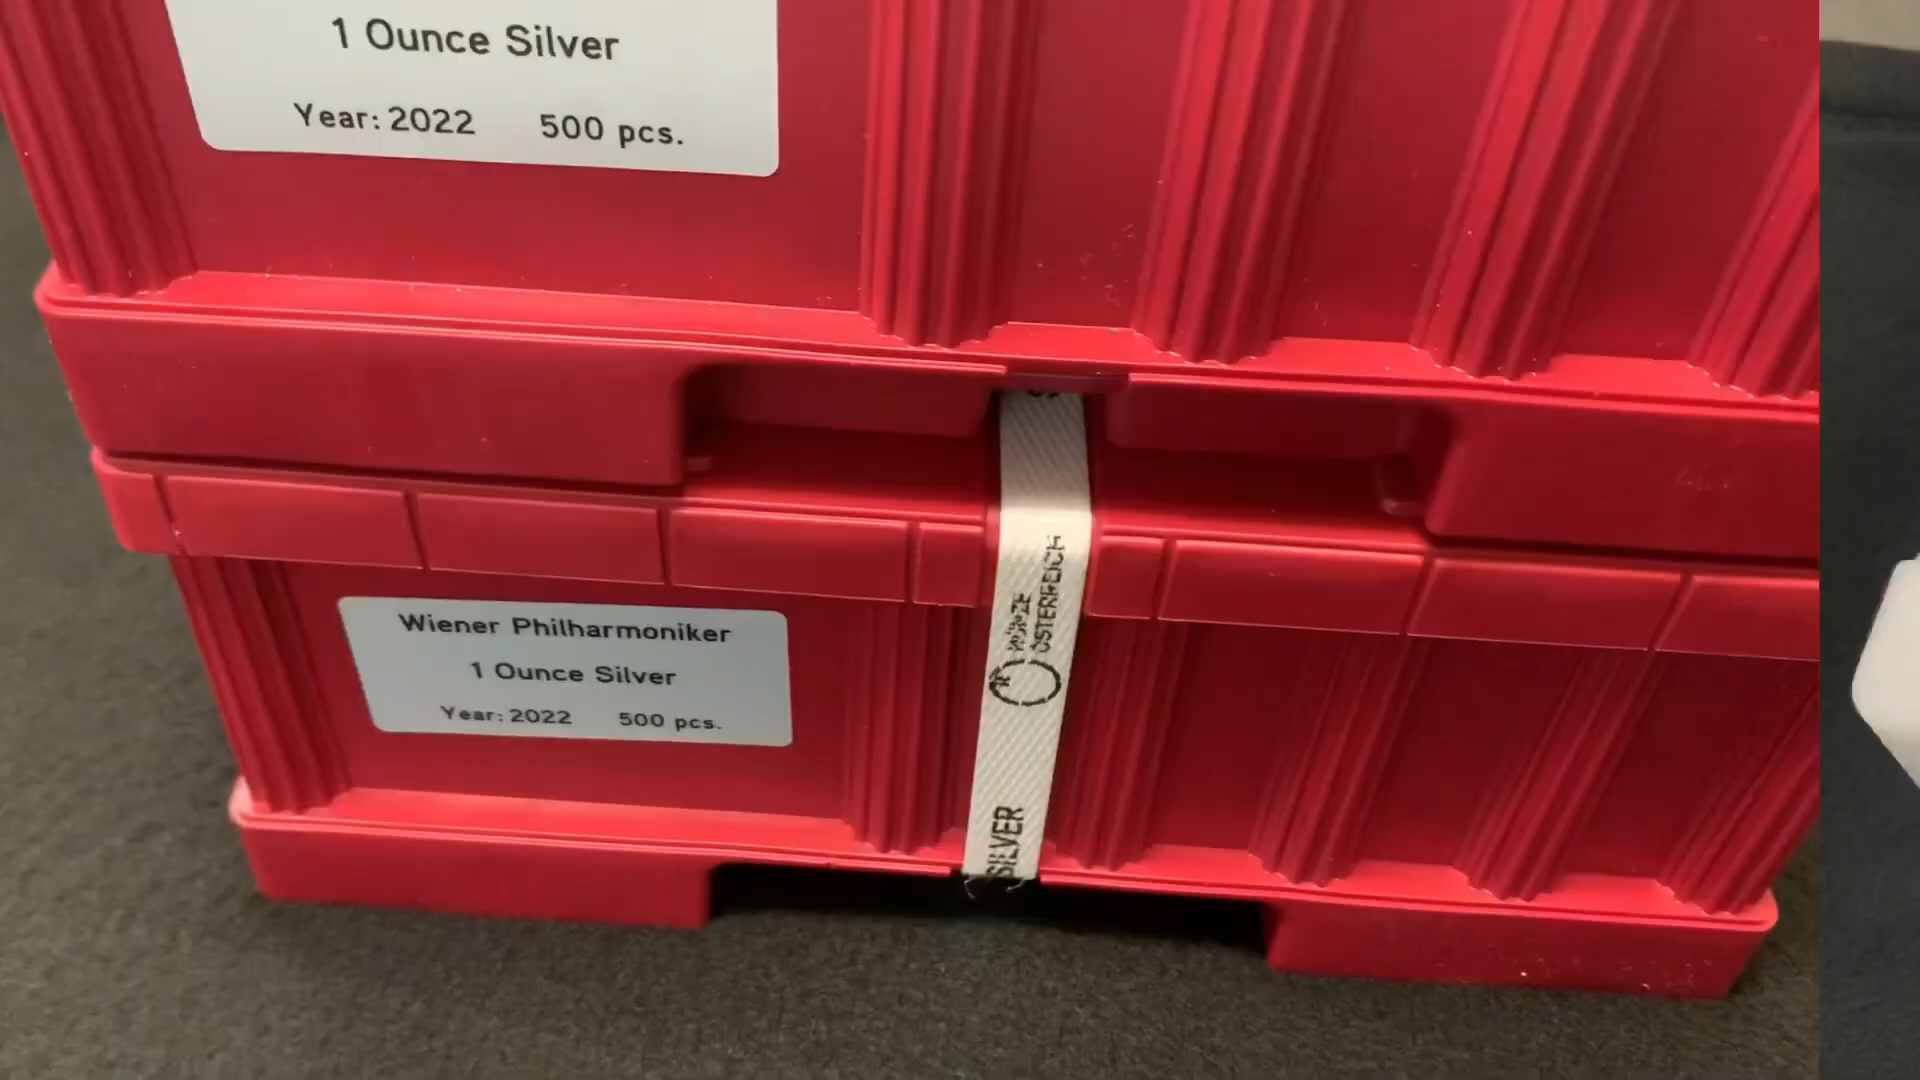 1 Ounce Silver
Year: 2022 500 pcs.
Wiener Philharmoniker
1 Ounce Silver
Year: 2022 500 pcs.
MÜNZE
ÖSTERREICH
SILVER